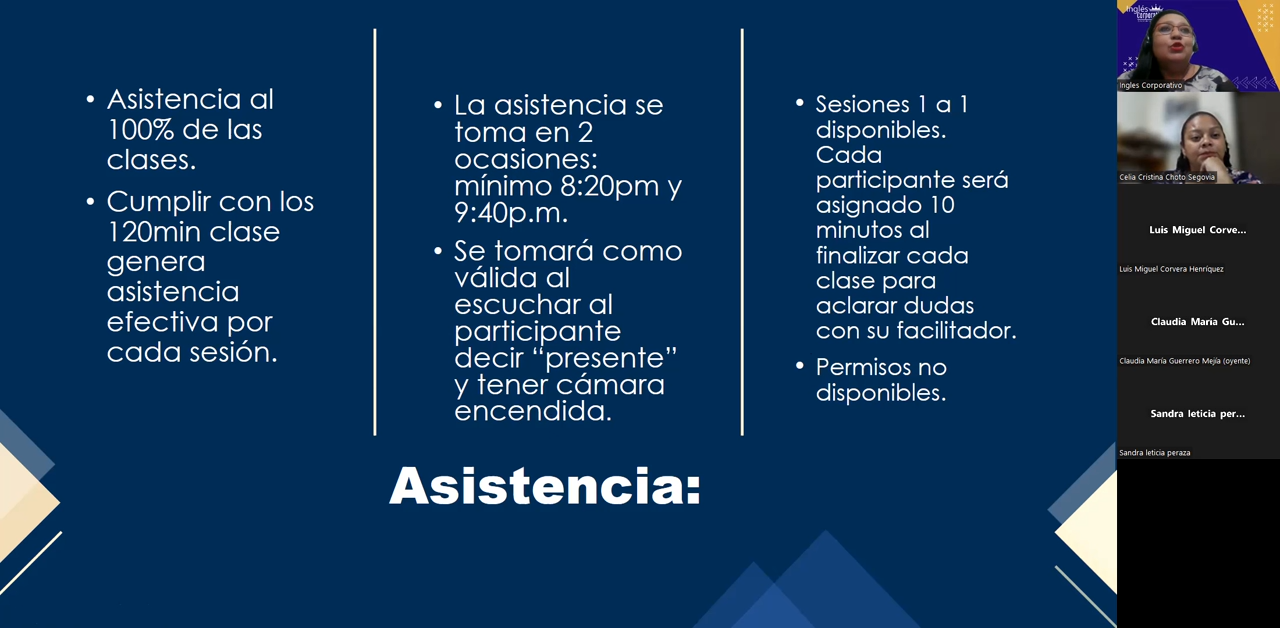 • Asistencia al
100% de las
clases.
• Cumplir con los
120min clase
genera
asistencia
efectiva por
cada sesión.
• La asistencia se
toma en 2
ocasiones:
mínimo 8:20pm y
9:40p.m.
• Se tomará como
válida al
escuchar al
participante
decir “presente”
y tener cámara
encendida.
• Sesiones 1 a 1
disponibles.
Cada
participante será
asignado 10
minutos al
finalizar cada
clase para
aclarar dudas
con su facilitador.
• Permisos no
disponibles.
Asistencia:
Inglés
Corporativo
Ingles Corporativo
Celia Cristina Choto Segovia
Luis Miguel Corve...
Luis Miguel Corvera Henríquez
Claudia María Gu...
Claudia María Guerrero Mejía (oyente)
Sandra leticia per...
Sandra leticia peraza